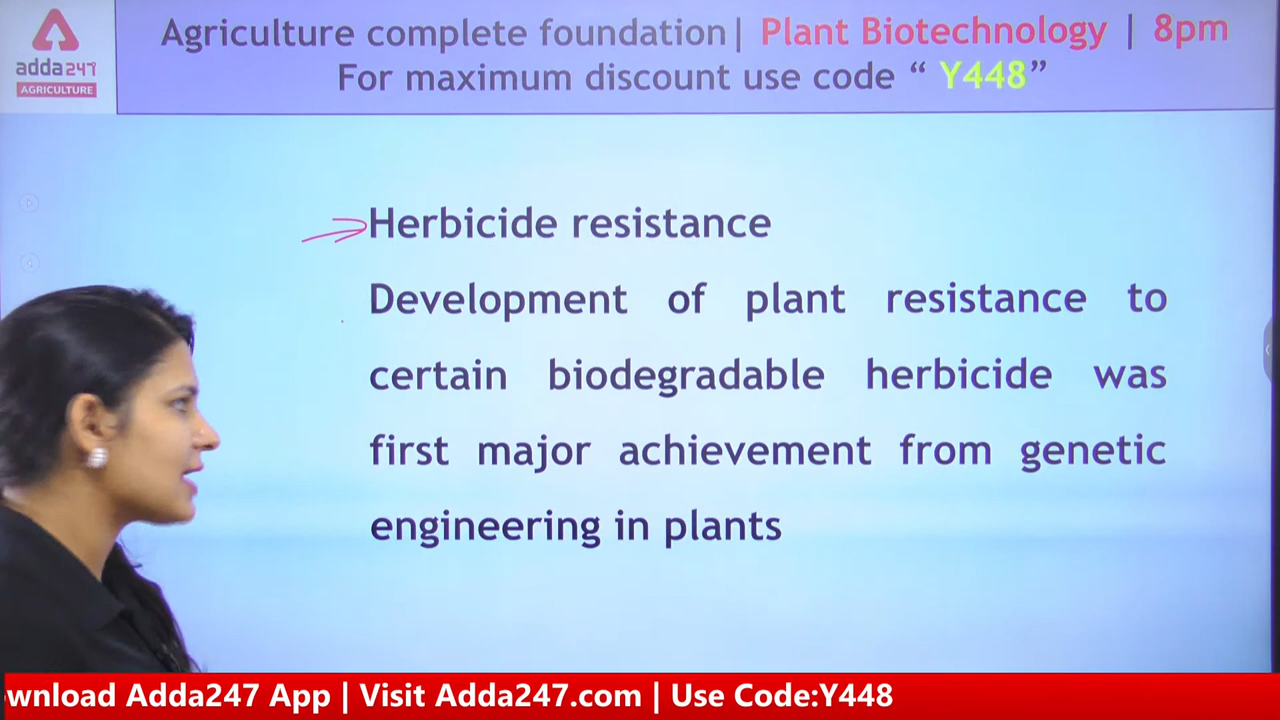 Agriculture complete foundation| Plant Biotechnology | 8pm
For maximum discount use code “ Y448”
adda247
AGRICULTURE
Herbicide resistance
Development of plant resistance to
certain biodegradable herbicide was
first major achievement from genetic
engineering in plants
wnload Adda247 App | Visit Adda247.com | Use Code:Y448